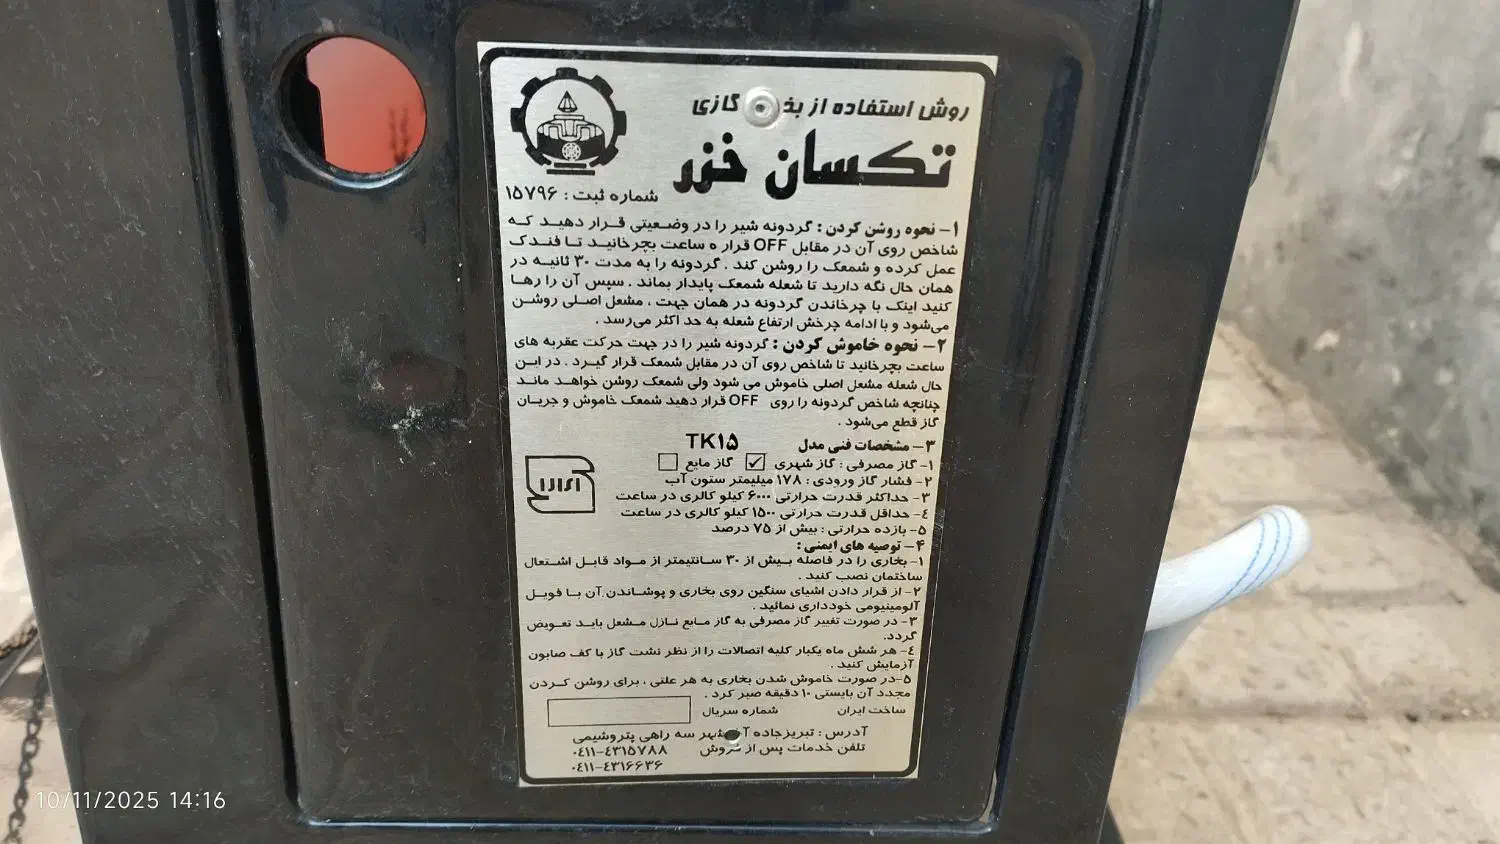 روش استفاده از بخ گازی
تکسان خزر
شماره ثبت : ۱۵۷۹۶
۱- نحوه روشن کردن : گردونه شیر را در وضعیتی قرار دهید که
شاخص روی آن در مقابل OFF قرار ه ساعت بچرخانید تا فندک
عمل کرده و شمعک را روشن کند . گردونه را به مدت ۳۰ ثانیه در
همان حال نگه دارید تا شعله شمعک پایدار بماند . سپس آن را رها
کنید اینک با چرخاندن گردونه در همان جهت ، مشعل اصلی روشن
می‌شود و با ادامه چرخش ارتفاع شعله به حد اکثر می‌رسد .
۲- نحوه خاموش کردن : گردونه شیر را در جهت حرکت عقربه های
ساعت بچرخانید تا شاخص روی آن در مقابل شمعک قرار گیرد . در این
حال شعله مشعل اصلی خاموش می شود ولی شمعک روشن خواهد ماند
چنانچه شاخص گردونه را روی OFF قرار دهید شمعک خاموش و جریان
گاز قطع می‌شود .
۳- مشخصات فنی مدل TK۱۵
۱- گاز مصرفی : گاز شهری ☑ گاز مایع ☐
۲- فشار گاز ورودی : ۱۷۸ میلیمتر ستون آب
۳- حداکثر قدرت حرارتی ۶۰۰۰ کیلو کالری در ساعت
۴- حداقل قدرت حرارتی ۱۵۰۰ کیلو کالری در ساعت
۵- بازده حرارتی : بیش از ۷۵ درصد
۴- توصیه های ایمنی :
۱- بخاری را در فاصله بیش از ۳۰ سانتیمتر از مواد قابل اشتعال
ساختمان نصب کنید .
۲- از قرار دادن اشیای سنگین روی بخاری و پوشاندن آن با فویل
آلومینیومی خودداری نمائید .
۳- در صورت تغییر گاز مصرفی به گاز مایع نازل مشعل باید تعویض
گردد.
۴- هر شش ماه یکبار کلیه اتصالات را از نظر نشت گاز با کف صابون
آزمایش کنید .
۵-در صورت خاموش شدن بخاری به هر علتی ، برای روشن کردن
مجدد آن بایستی ۱۰ دقیقه صبر کرد .
ساخت ایران شماره سریال
آدرس : تبریزجاده آ شهر سه راهی پتروشیمی
تلفن خدمات پس از فروش ۰۴۱۱-۴۳۱۵۷۸۸
۰۴۱۱-۴۳۱۶۶۳۶
10/11/2025 14:16